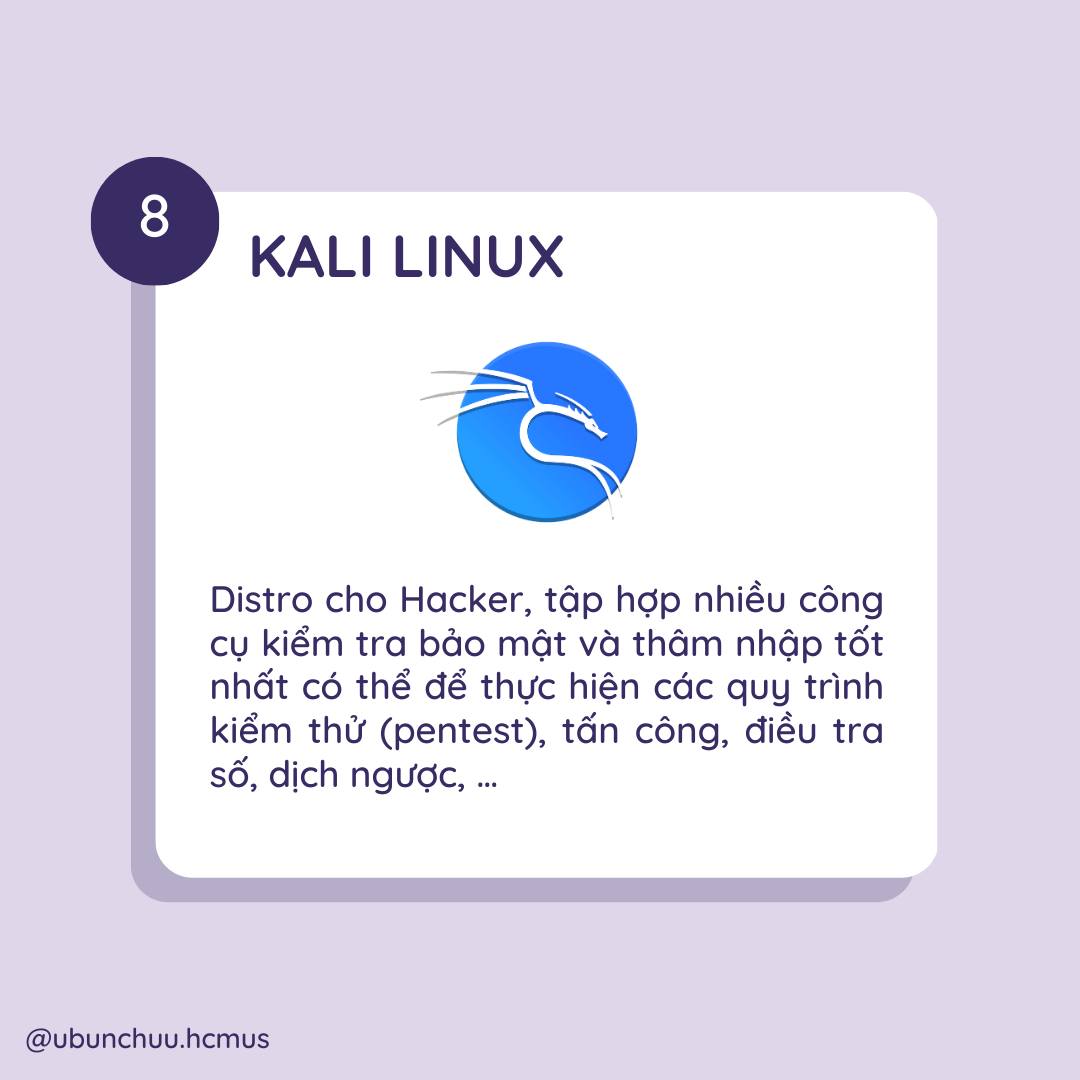 8
KALI LINUX
Distro cho Hacker, tập hợp nhiều công
cụ kiểm tra bảo mật và thâm nhập tốt
nhất có thể để thực hiện các quy trình
kiểm thử (pentest), tấn công, điều tra
số, dịch ngược, ...
@ubunchuu.hcmus